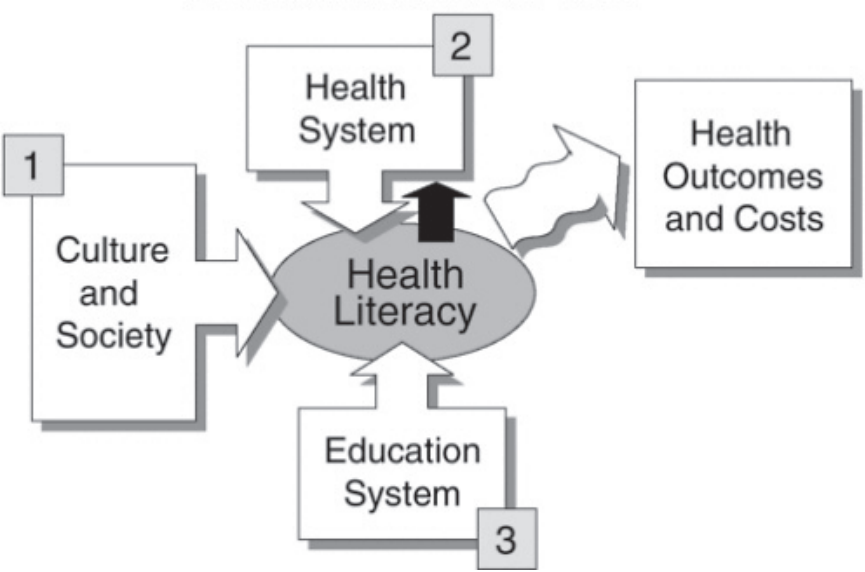 1
Culture
and
Society
2
Health
System
Health
Literacy
3
Education
System
Health
Outcomes
and Costs